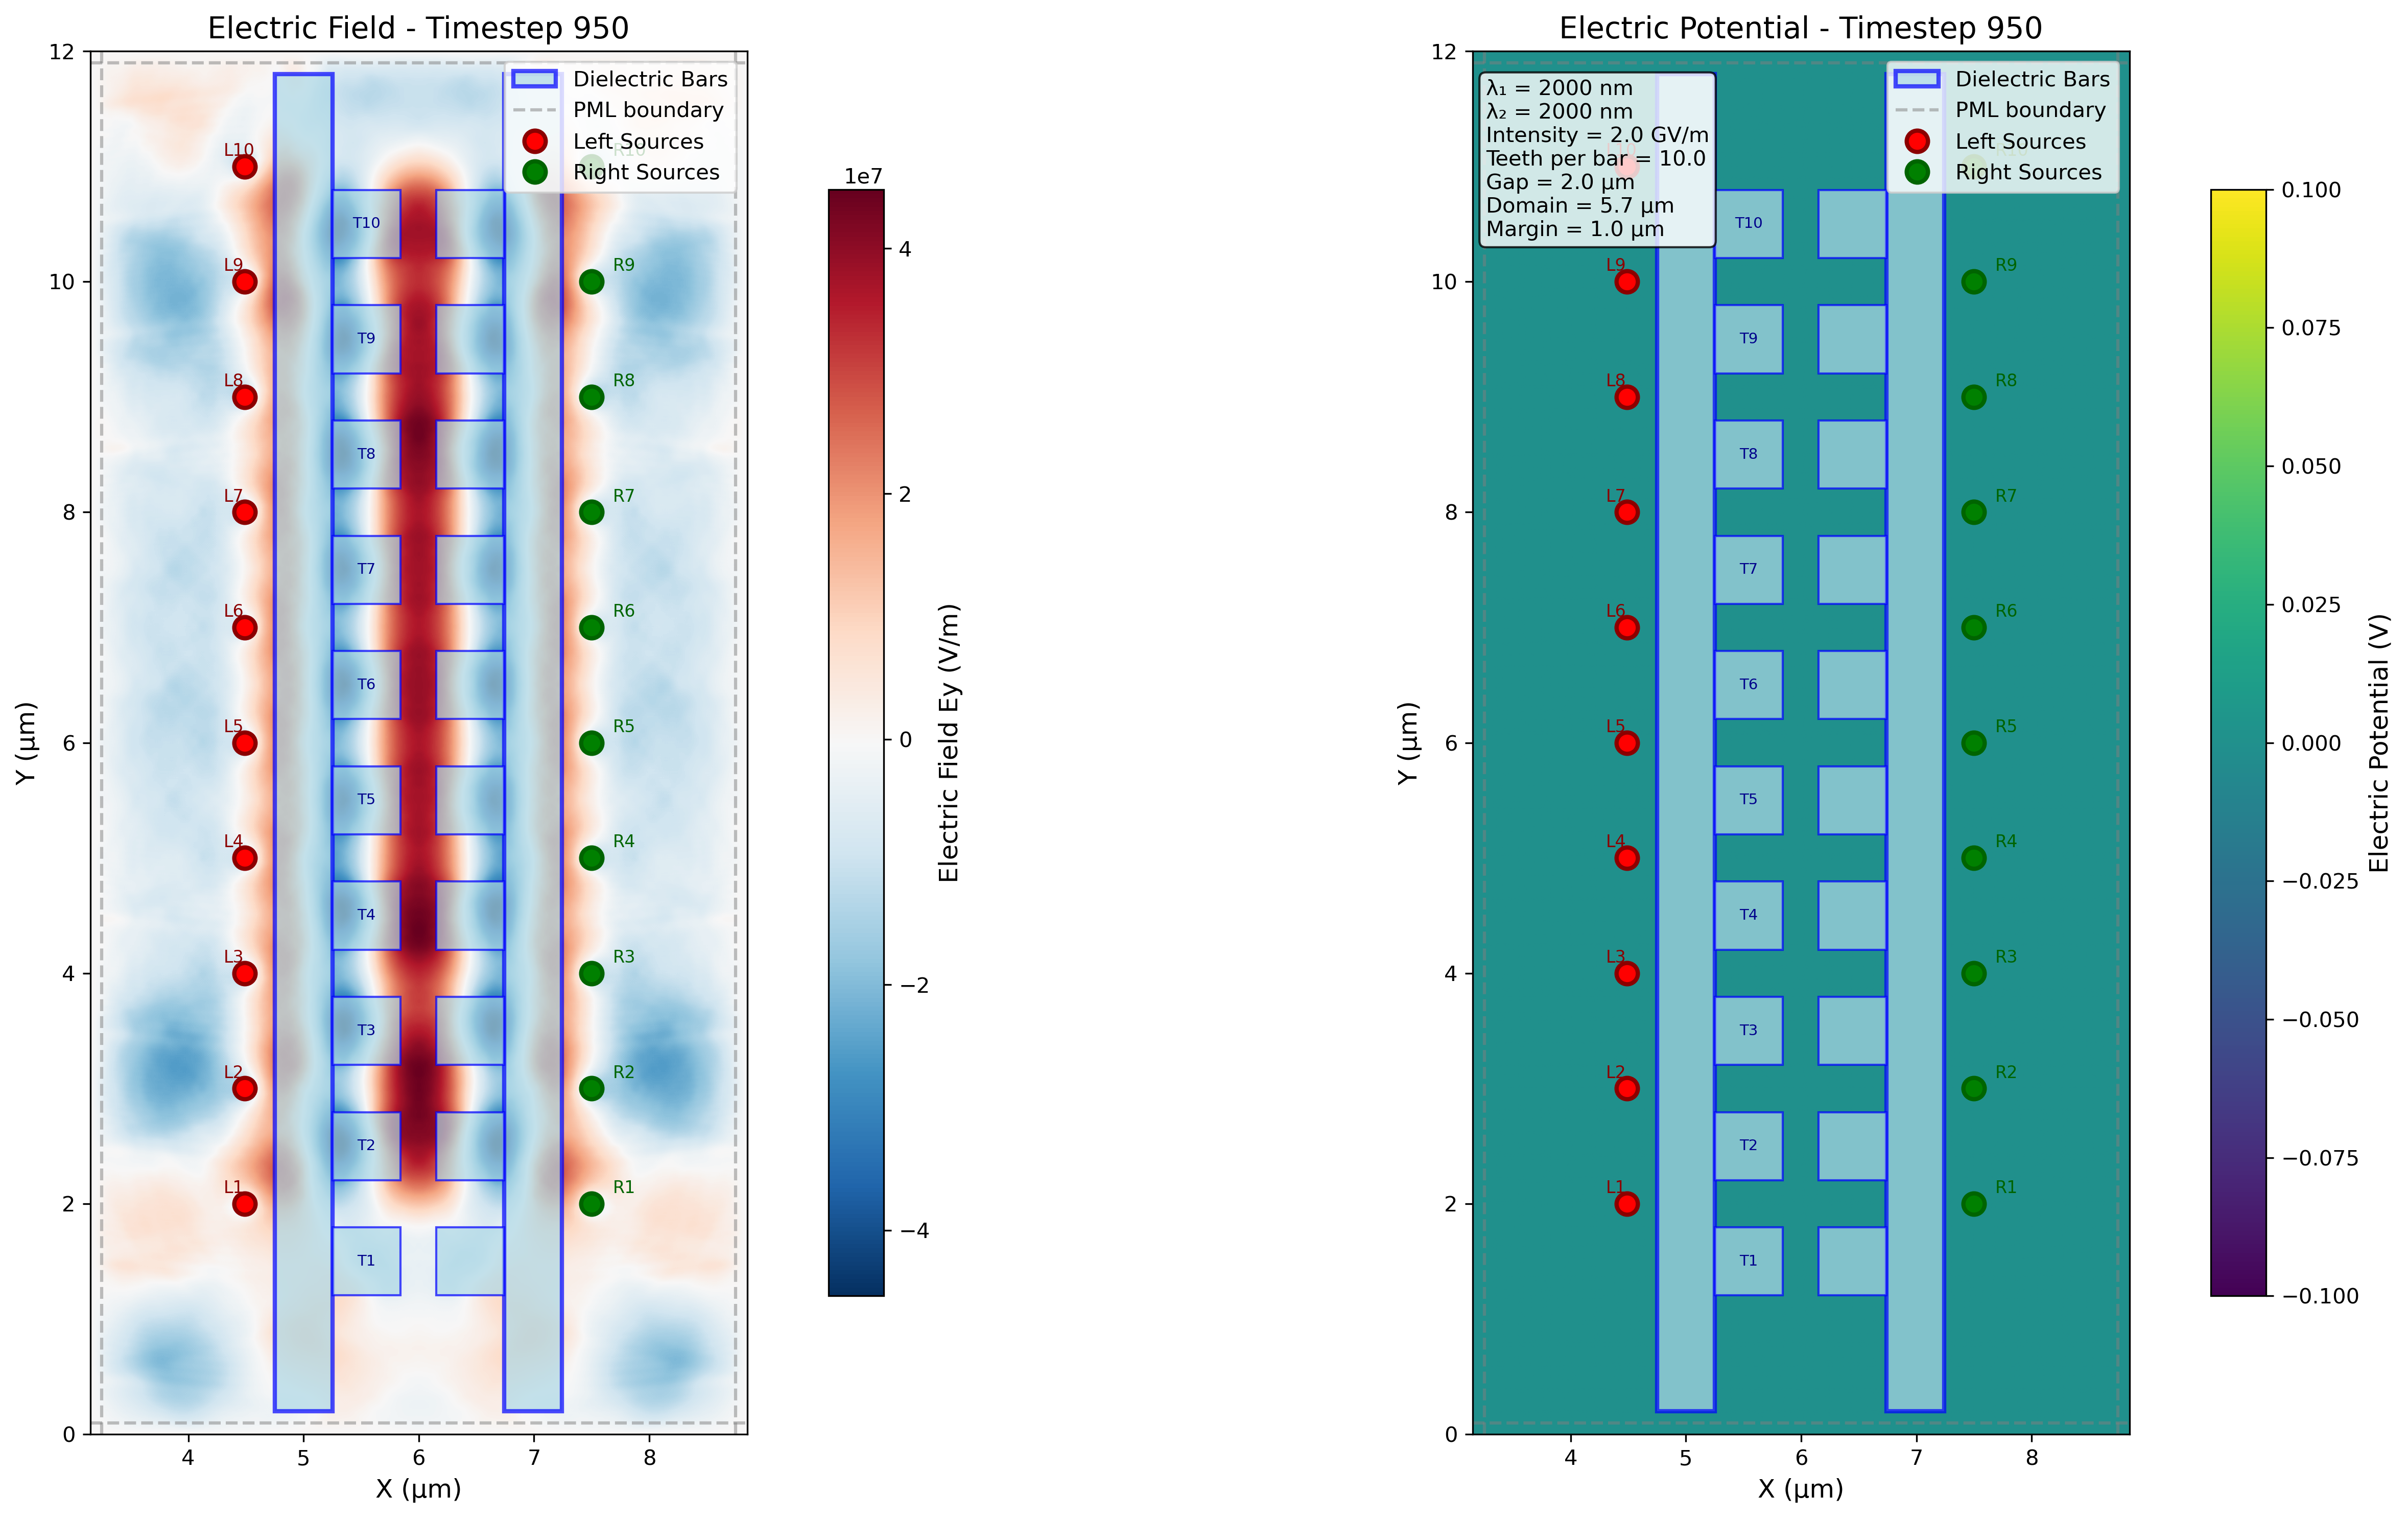 Electric Field - Timestep 950
12
10
8
6
4
2
0
Y (μm)
4
5
6
7
8
X (μm)
Dielectric Bars
PML boundary
Left Sources
Right Sources
L10
R10
L9
R9
L8
R8
L7
R7
L6
R6
L5
R5
L4
R4
L3
R3
L2
R2
L1
R1
T10
T9
T8
T7
T6
T5
T4
T3
T2
T1
1e7
4
2
0
−2
−4
Electric Field Ey (V/m)
Electric Potential - Timestep 950
12
10
8
6
4
2
0
Y (μm)
4
5
6
7
8
X (μm)
λ₁ = 2000 nm
λ₂ = 2000 nm
Intensity = 2.0 GV/m
Teeth per bar = 10.0
Gap = 2.0 μm
Domain = 5.7 μm
Margin = 1.0 μm
Dielectric Bars
PML boundary
Left Sources
Right Sources
L9
R9
L8
R8
L7
R7
L6
R6
L5
R5
L4
R4
L3
R3
L2
R2
L1
R1
T10
T9
T8
T7
T6
T5
T4
T3
T2
T1
0.100
0.075
0.050
0.025
0.000
−0.025
−0.050
−0.075
−0.100
Electric Potential (V)